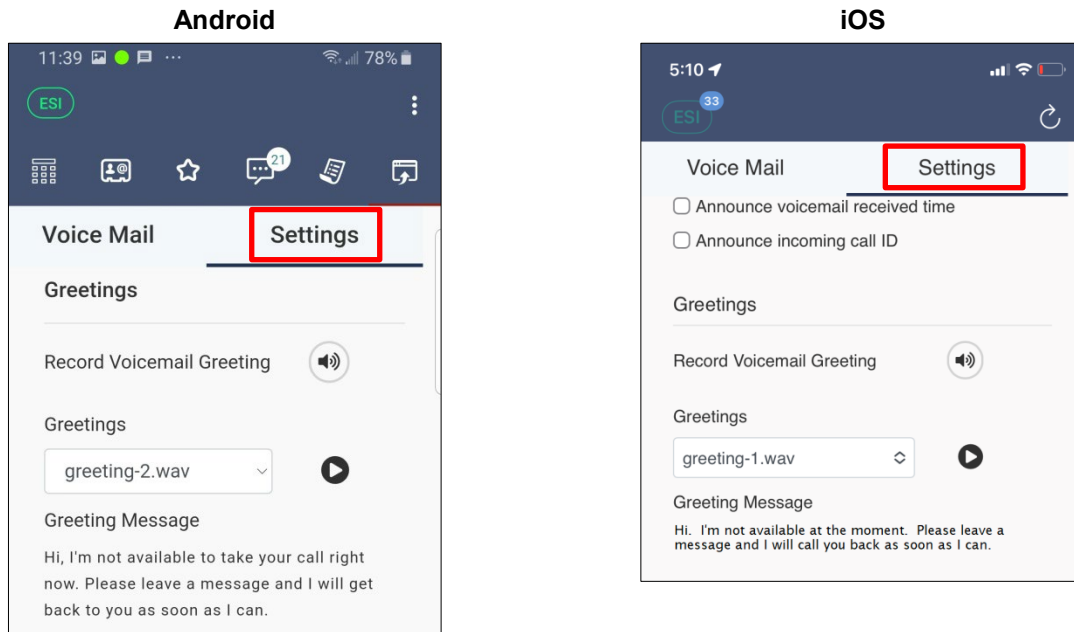 Android
11:39 ··· 78%
ESI
21
Voice Mail Settings
Greetings
Record Voicemail Greeting
Greetings
greeting-2.wav
Greeting Message
Hi, I'm not available to take your call right
now. Please leave a message and I will get
back to you as soon as I can.
iOS
5:10
ESI 33
Voice Mail Settings
Announce voicemail received time
Announce incoming call ID
Greetings
Record Voicemail Greeting
Greetings
greeting-1.wav
Greeting Message
Hi. I'm not available at the moment. Please leave a
message and I will call you back as soon as I can.